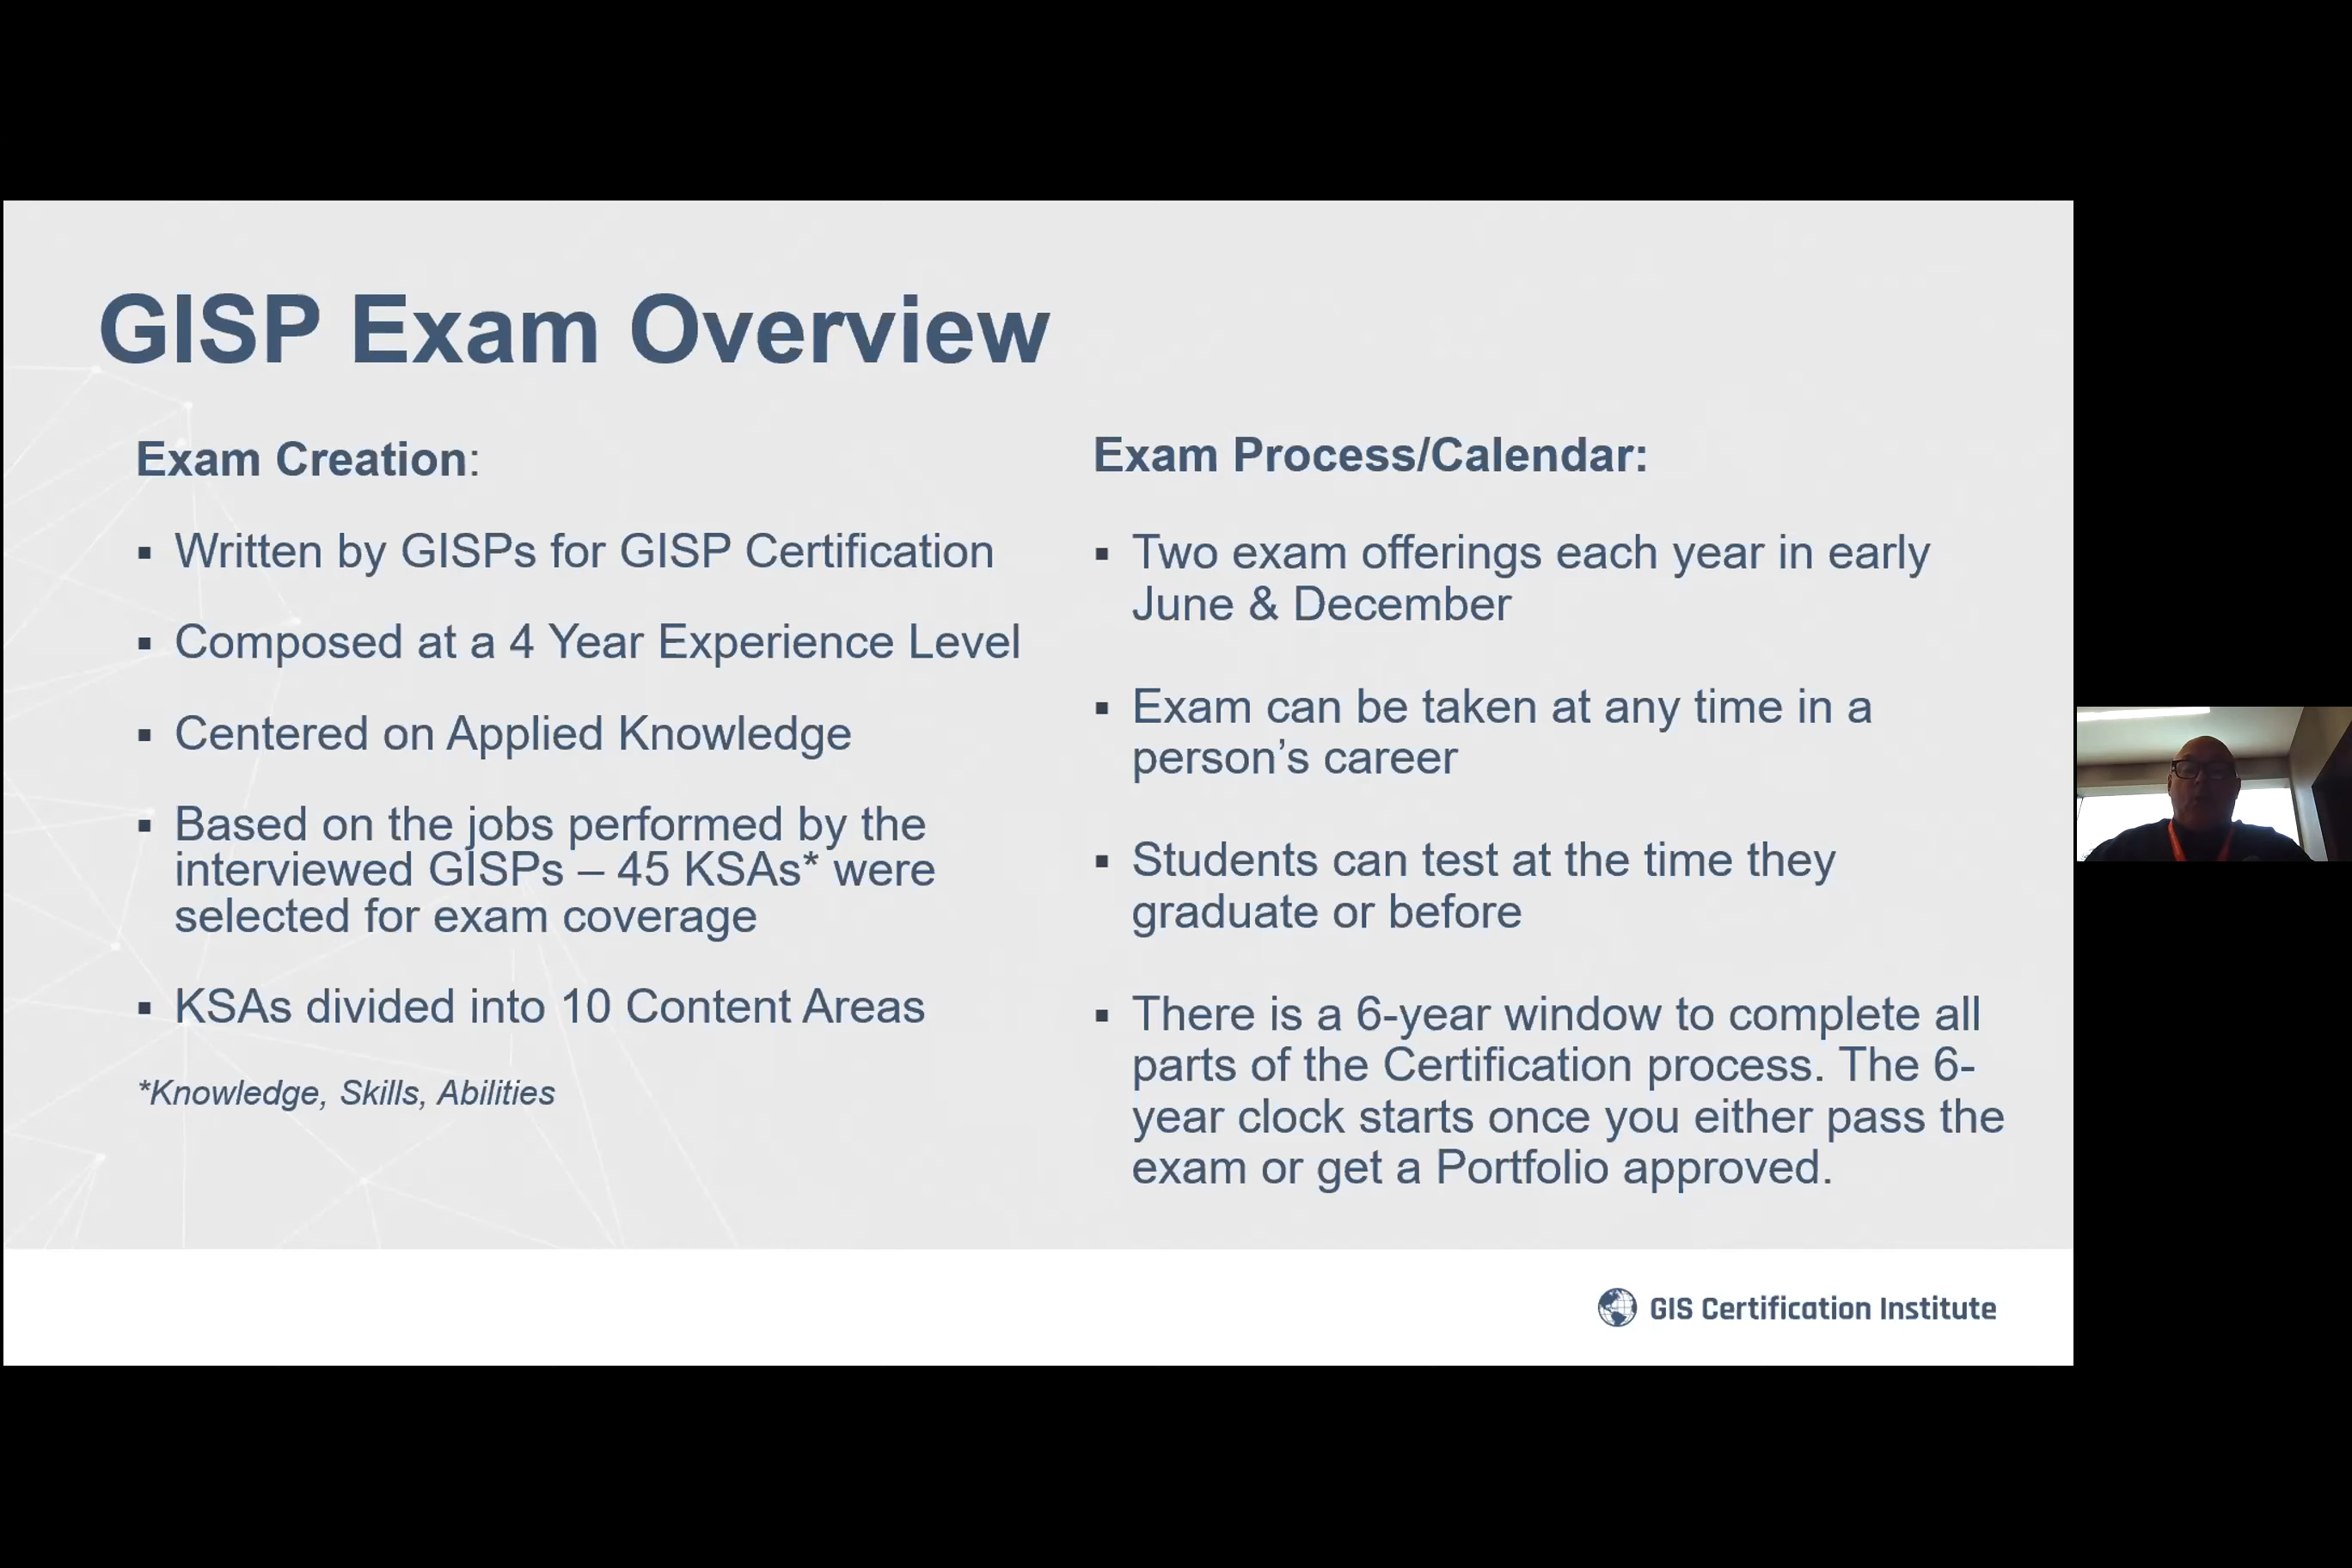 GISP Exam Overview
Exam Creation:
▪ Written by GISPs for GISP Certification
▪ Composed at a 4 Year Experience Level
▪ Centered on Applied Knowledge
▪ Based on the jobs performed by the
interviewed GISPs – 45 KSAs* were
selected for exam coverage
▪ KSAs divided into 10 Content Areas
*Knowledge, Skills, Abilities
Exam Process/Calendar:
▪ Two exam offerings each year in early
June & December
▪ Exam can be taken at any time in a
person’s career
▪ Students can test at the time they
graduate or before
▪ There is a 6-year window to complete all
parts of the Certification process. The 6-
year clock starts once you either pass the
exam or get a Portfolio approved.
GIS Certification Institute